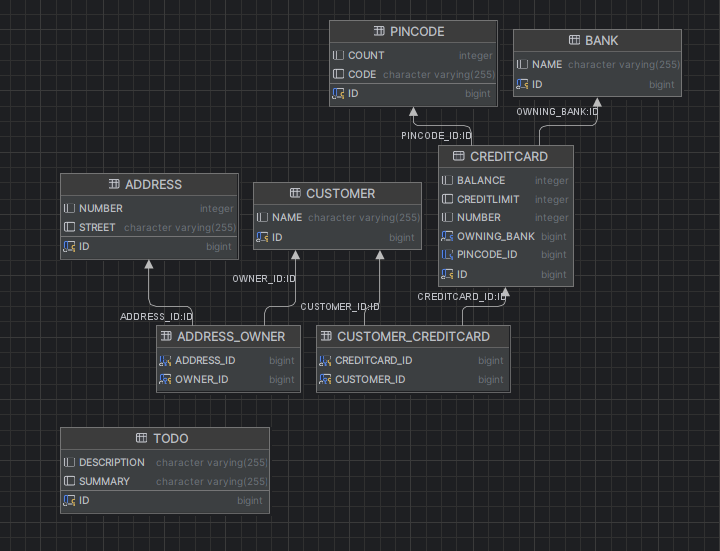 PINCODE
COUNT integer
CODE character varying(255)
ID bigint
BANK
NAME character varying(255)
ID bigint
OWNING_BANK:ID
PINCODE_ID:ID
CREDITCARD
BALANCE integer
CREDITLIMIT integer
NUMBER integer
OWNING_BANK bigint
PINCODE_ID bigint
ID bigint
ADDRESS
NUMBER integer
STREET character varying(255)
ID bigint
CUSTOMER
NAME character varying(255)
ID bigint
OWNER_ID:ID
CREDITCARD_ID:ID
CUSTOMER_ID:ID
ADDRESS_ID:ID
ADDRESS_OWNER
ADDRESS_ID bigint
OWNER_ID bigint
CUSTOMER_CREDITCARD
CREDITCARD_ID bigint
CUSTOMER_ID bigint
TODO
DESCRIPTION character varying(255)
SUMMARY character varying(255)
ID bigint